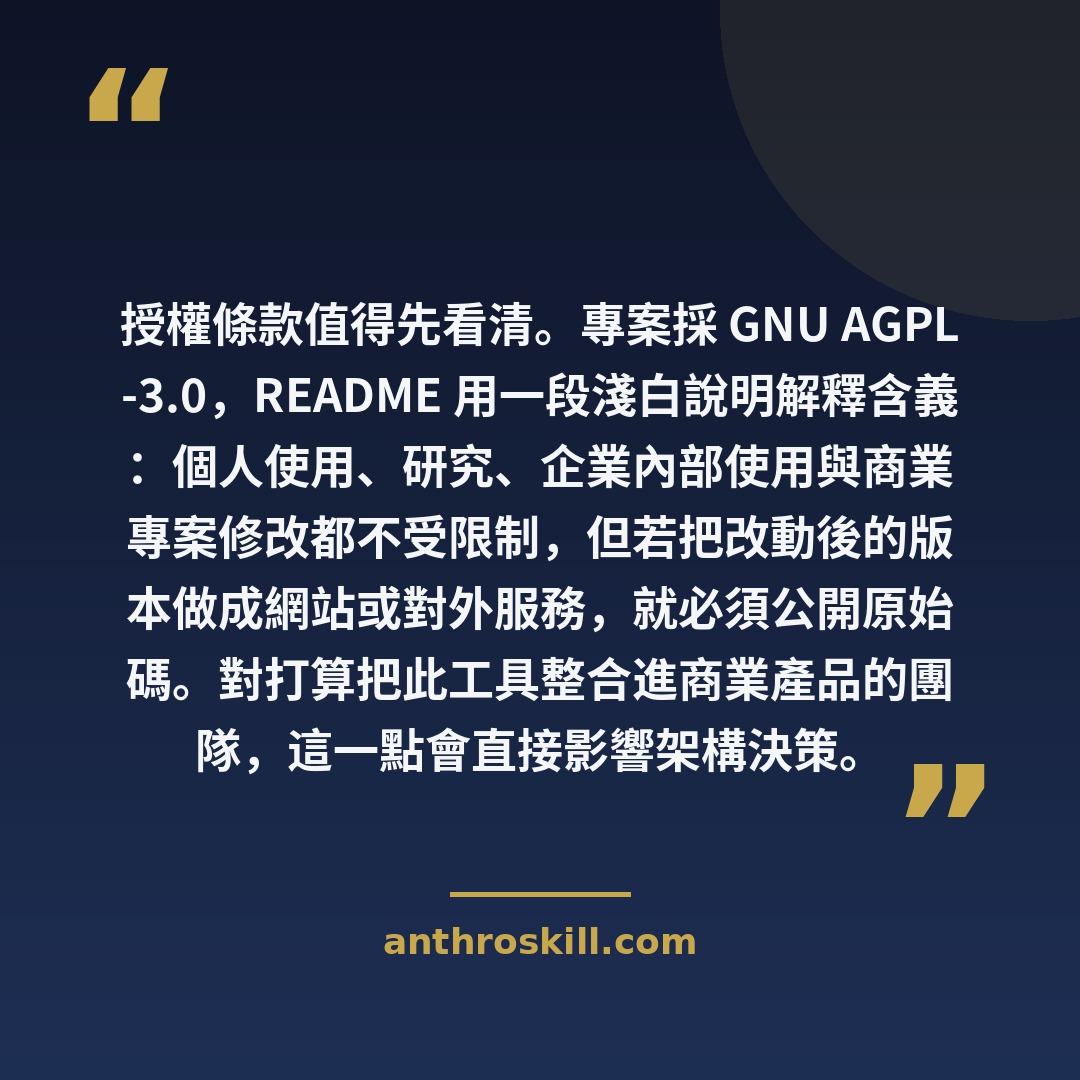 “
授權條款值得先看清。專案採 GNU AGPL
-3.0，README 用一段淺白說明解釋含義
：個人使用、研究、企業內部使用與商業
專案修改都不受限制，但若把改動後的版
本做成網站或對外服務，就必須公開原始
碼。對打算把此工具整合進商業產品的團
隊，這一點會直接影響架構決策。
”
anthroskill.com